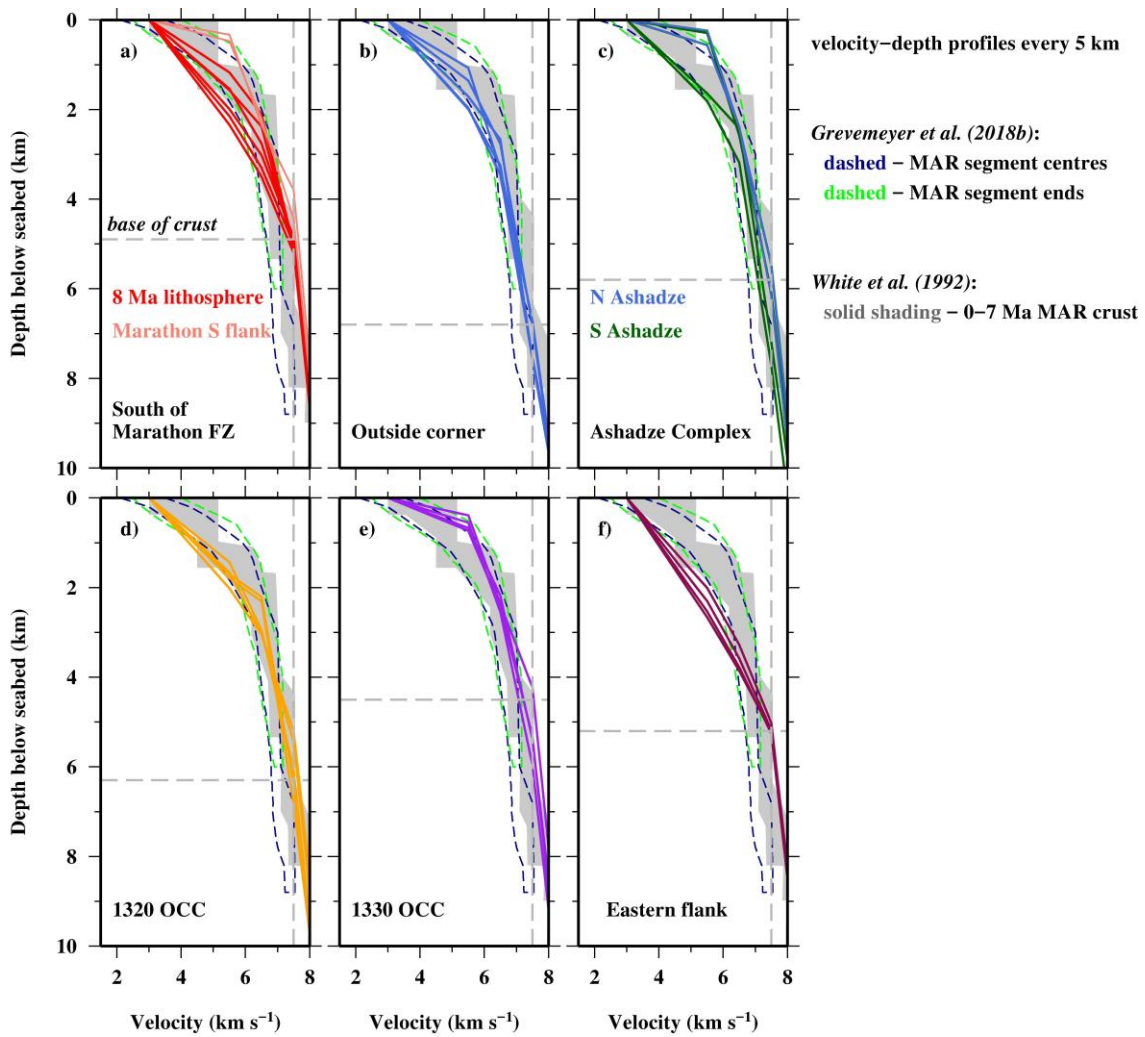 0
2
4
6
8
10
Depth below seabed (km)
a)
base of crust
8 Ma lithosphere
Marathon S flank
South of
Marathon FZ
b)
Outside corner
c)
N Ashadze
S Ashadze
Ashadze Complex
velocity−depth profiles every 5 km
Grevemeyer et al. (2018b):
dashed − MAR segment centres
dashed − MAR segment ends
White et al. (1992):
solid shading − 0−7 Ma MAR crust
0
2
4
6
8
10
Depth below seabed (km)
d)
1320 OCC
2 4 6 8
Velocity (km s⁻¹)
e)
1330 OCC
2 4 6 8
Velocity (km s⁻¹)
f)
Eastern flank
2 4 6 8
Velocity (km s⁻¹)